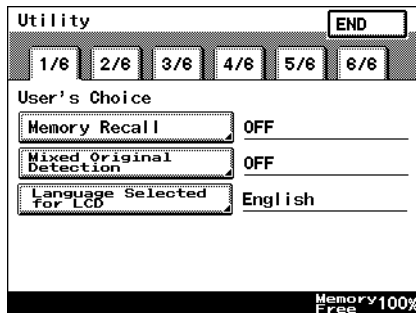 Utility
END
1/6 2/6 3/6 4/6 5/6 6/6
User's Choice
Memory Recall OFF
Mixed Original
Detection OFF
Language Selected
for LCD English
Memory
Free 100%